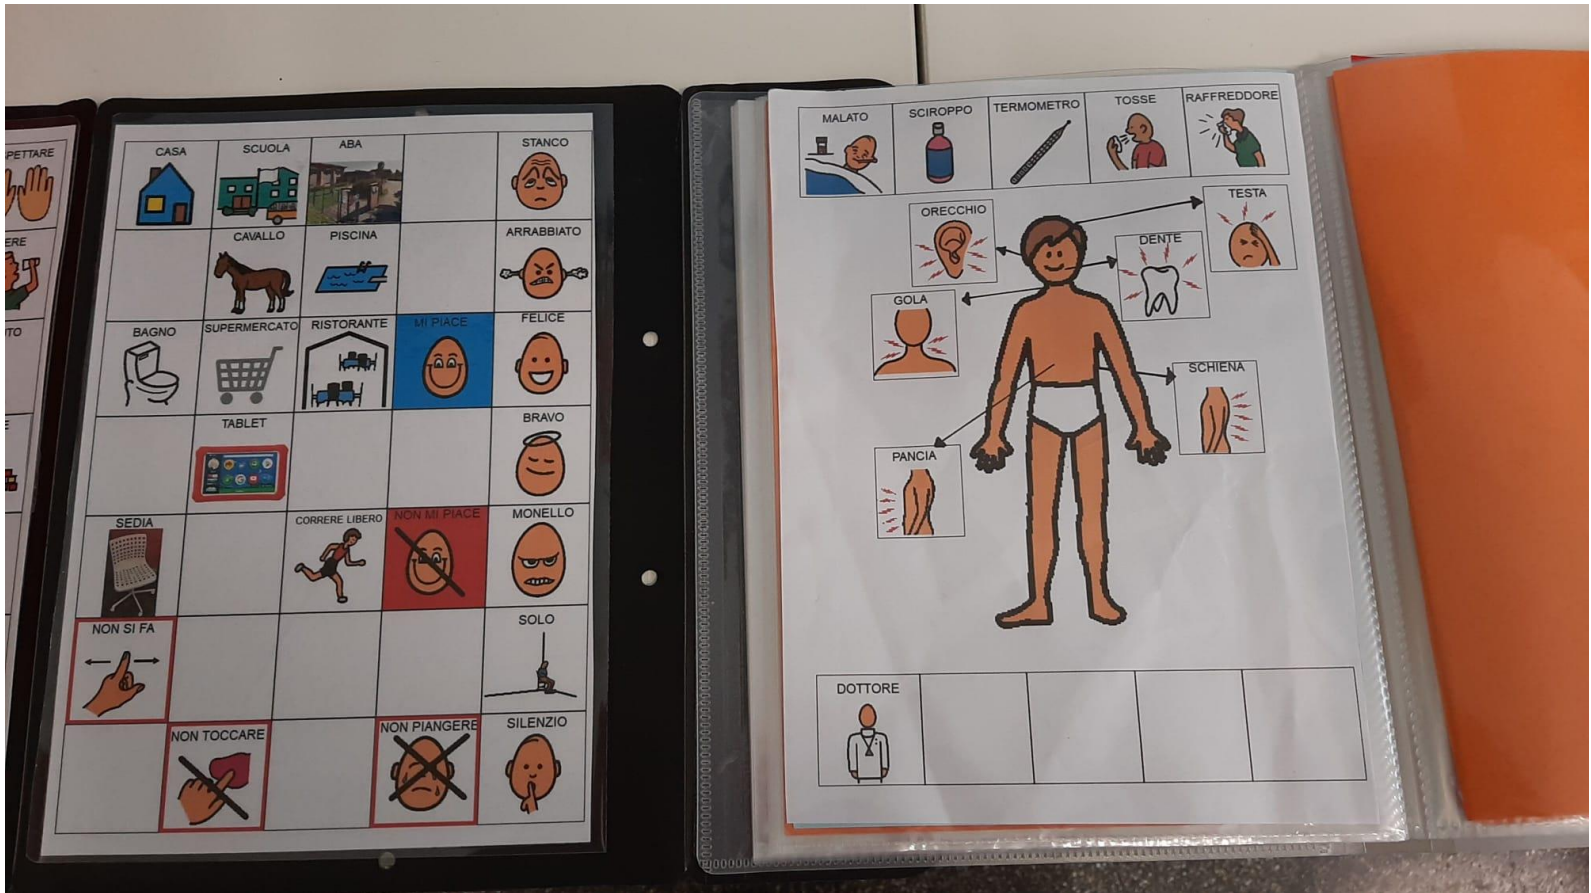 CASA
SCUOLA
ABA
STANCO
CAVALLO
PISCINA
ARRABBIATO
BAGNO
SUPERMERCATO
RISTORANTE
MI PIACE
FELICE
TABLET
BRAVO
SEDIA
CORRERE LIBERO
NON MI PIACE
MONELLO
NON SI FA
SOLO
NON TOCCARE
NON PIANGERE
SILENZIO
MALATO
SCIROPPO
TERMOMETRO
TOSSE
RAFFREDDORE
ORECCHIO
TESTA
DENTE
GOLA
SCHIENA
PANCIA
DOTTORE